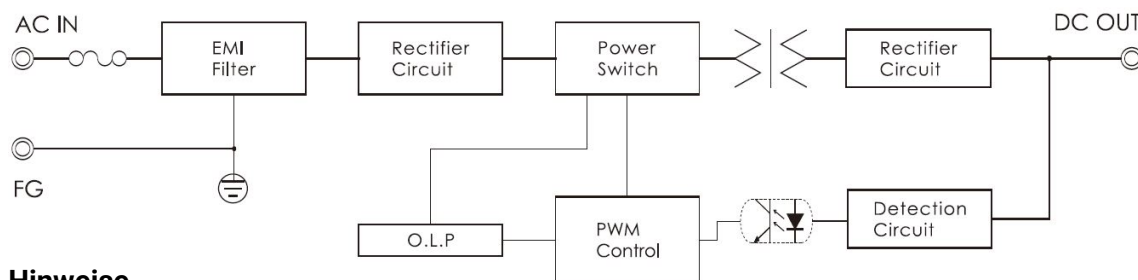 AC IN
DC OUT
EMI
Filter
Rectifier
Circuit
Power
Switch
Rectifier
Circuit
FG
O.L.P
PWM
Control
Detection
Circuit
Hinweise